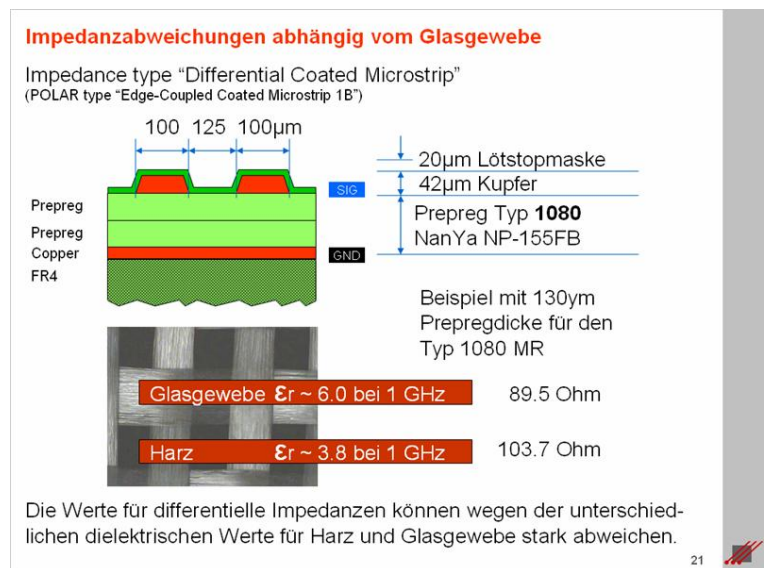 Impedanzabweichungen abhängig vom Glasgewebe
Impedance type “Differential Coated Microstrip”
(POLAR type “Edge-Coupled Coated Microstrip 1B”)
100 125 100µm
20µm Lötstopmaske
SIG
42µm Kupfer
Prepreg
Prepreg Typ 1080
Prepreg
NanYa NP-155FB
Copper
GND
FR4
Beispiel mit 130ym
Prepregdicke für den
Typ 1080 MR
Glasgewebe εr ~ 6.0 bei 1 GHz 89.5 Ohm
Harz εr ~ 3.8 bei 1 GHz 103.7 Ohm
Die Werte für differentielle Impedanzen können wegen der unterschied-
lichen dielektrischen Werte für Harz und Glasgewebe stark abweichen.
21